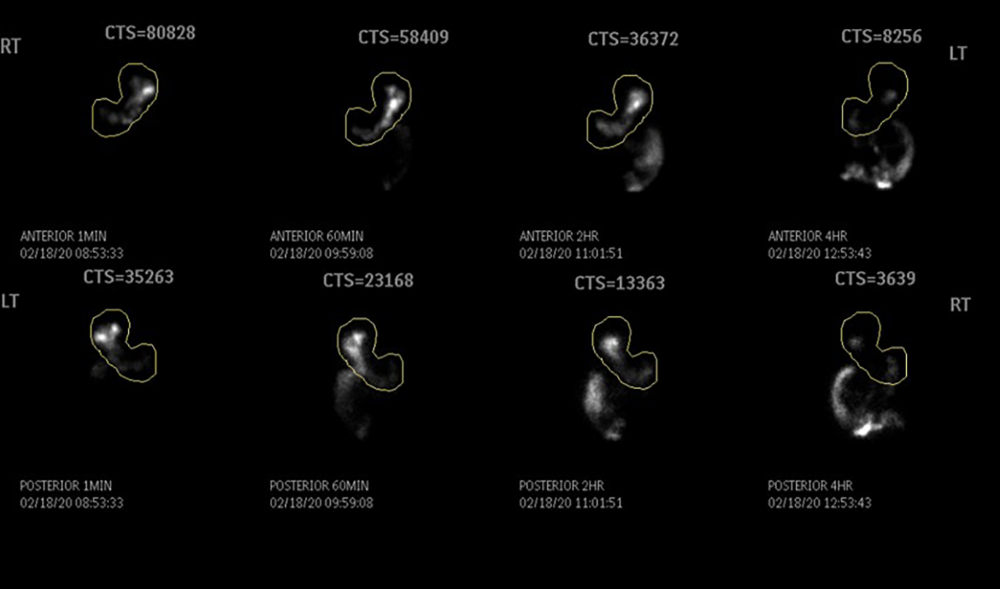 CTS=80828
CTS=58409
CTS=36372
CTS=8256
RT
LT
ANTERIOR 1MIN
02/18/20 08:53:33
ANTERIOR 60MIN
02/18/20 09:59:08
ANTERIOR 2HR
02/18/20 11:01:51
ANTERIOR 4HR
02/18/20 12:53:43
CTS=35263
CTS=23168
CTS=13363
CTS=3639
LT
RT
POSTERIOR 1MIN
02/18/20 08:53:33
POSTERIOR 60MIN
02/18/20 09:59:08
POSTERIOR 2HR
02/18/20 11:01:51
POSTERIOR 4HR
02/18/20 12:53:43